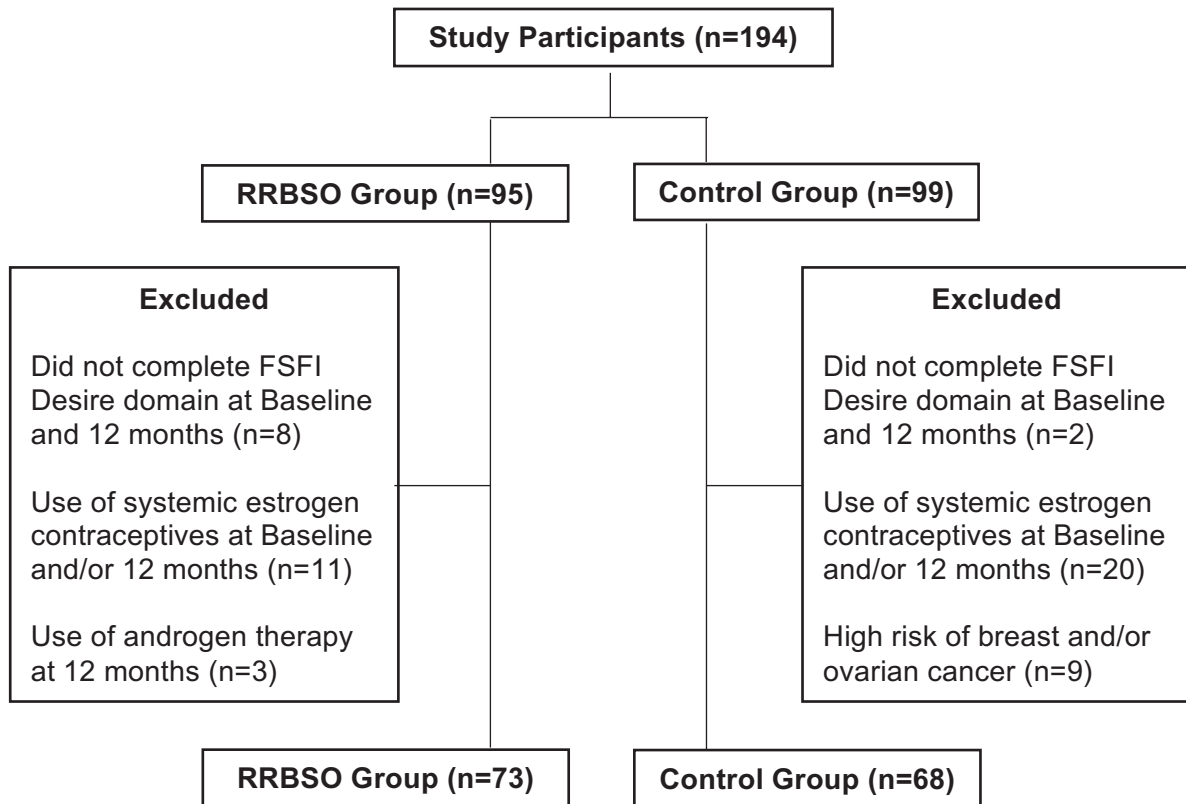 Study Participants (n=194)
RRBSO Group (n=95)
Control Group (n=99)
Excluded
Did not complete FSFI
Desire domain at Baseline
and 12 months (n=8)
Use of systemic estrogen
contraceptives at Baseline
and/or 12 months (n=11)
Use of androgen therapy
at 12 months (n=3)
Excluded
Did not complete FSFI
Desire domain at Baseline
and 12 months (n=2)
Use of systemic estrogen
contraceptives at Baseline
and/or 12 months (n=20)
High risk of breast and/or
ovarian cancer (n=9)
RRBSO Group (n=73)
Control Group (n=68)